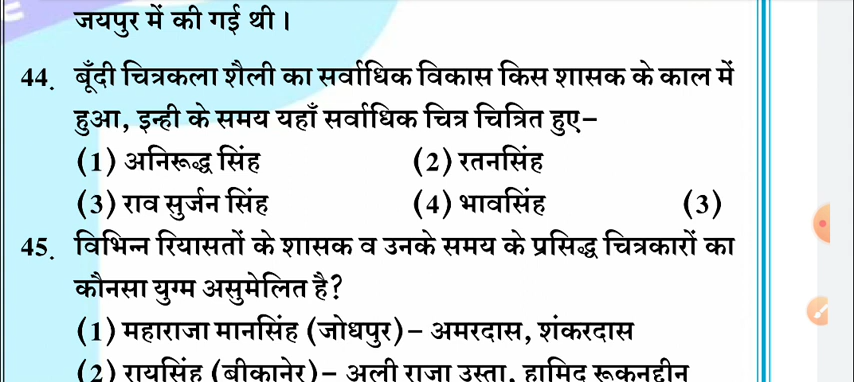 जयपुर में की गई थी।
44. बूँदी चित्रकला शैली का सर्वाधिक विकास किस शासक के काल में
हुआ, इन्ही के समय यहाँ सर्वाधिक चित्र चित्रित हुए–
(1) अनिरूद्ध सिंह (2) रतनसिंह
(3) राव सुर्जन सिंह (4) भावसिंह (3)
45. विभिन्न रियासतों के शासक व उनके समय के प्रसिद्ध चित्रकारों का
कौनसा युग्म असुमेलित है?
(1) महाराजा मानसिंह (जोधपुर)– अमरदास, शंकरदास
(2) रायसिंह (बीकानेर)– अली राजा उस्ता, हामिद रूकनुद्दीन